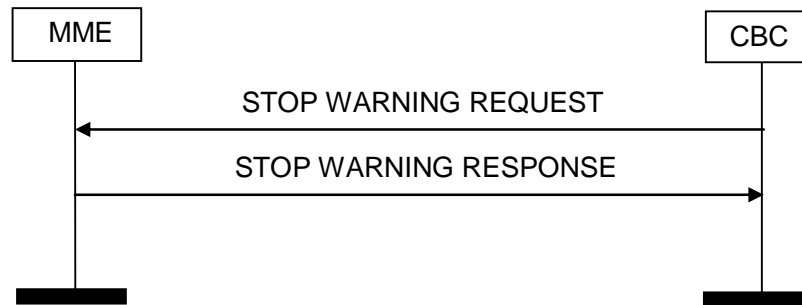 MME
CBC
STOP WARNING REQUEST
STOP WARNING RESPONSE